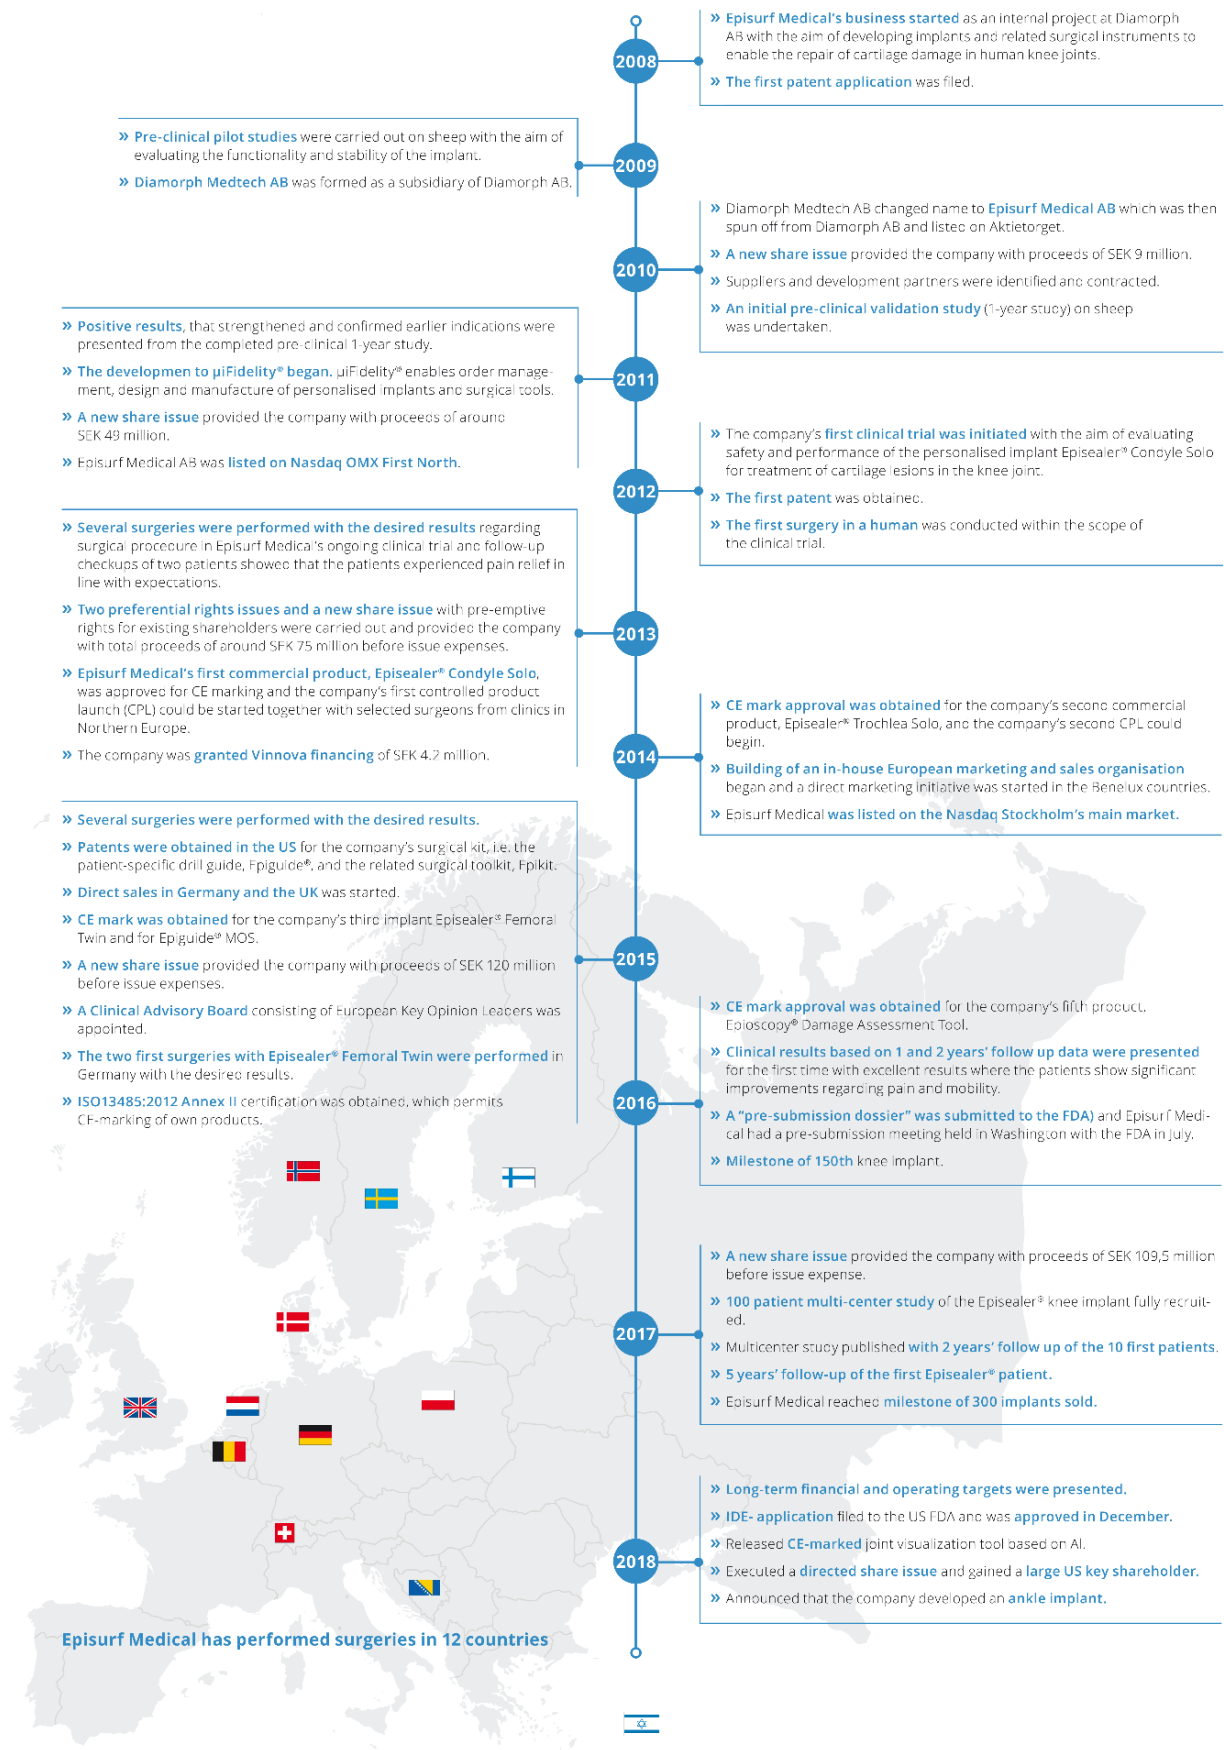 2008
» Episurf Medical's business started as an internal project at Diamorph
AB with the aim of developing implants and related surgical instruments to
enable the repair of cartilage damage in human knee joints.
» The first patent application was filed.
» Pre-clinical pilot studies were carried out on sheep with the aim of
evaluating the functionality and stability of the implant.
» Diamorph Medtech AB was formed as a subsidiary of Diamorph AB.
2009
2010
» Diamorph Medtech AB changed name to Episurf Medical AB which was then
spun off from Diamorph AB and listed on Aktietorget.
» A new share issue provided the company with proceeds of SEK 9 million.
» Suppliers and development partners were identified and contracted.
» An initial pre-clinical validation study (1-year study) on sheep
was undertaken.
» Positive results, that strengthened and confirmed earlier indications were
presented from the completed pre-clinical 1-year study.
» The developmen to µiFidelity® began. µiFidelity® enables order manage-
ment, design and manufacture of personalised implants and surgical tools.
» A new share issue provided the company with proceeds of around
SEK 49 million.
» Episurf Medical AB was listed on Nasdaq OMX First North.
2011
2012
» The company's first clinical trial was initiated with the aim of evaluating
safety and performance of the personalised implant Episealer® Condyle Solo
for treatment of cartilage lesions in the knee joint.
» The first patent was obtained.
» The first surgery in a human was conducted within the scope of
the clinical trial.
» Several surgeries were performed with the desired results regarding
surgical procedure in Episurf Medical's ongoing clinical trial and follow-up
checkups of two patients showed that the patients experienced pain relief in
line with expectations.
» Two preferential rights issues and a new share issue with pre-emptive
rights for existing shareholders were carried out and provided the company
with total proceeds of around SEK 75 million before issue expenses.
» Episurf Medical's first commercial product, Episealer® Condyle Solo,
was approved for CE marking and the company's first controlled product
launch (CPL) could be started together with selected surgeons from clinics in
Northern Europe.
» The company was granted Vinnova financing of SEK 4.2 million.
2013
2014
» CE mark approval was obtained for the company's second commercial
product, Episealer® Trochlea Solo, and the company's second CPL could
begin.
» Building of an in-house European marketing and sales organisation
began and a direct marketing initiative was started in the Benelux countries.
» Episurf Medical was listed on the Nasdaq Stockholm's main market.
» Several surgeries were performed with the desired results.
» Patents were obtained in the US for the company's surgical kit, i.e. the
patient-specific drill guide, Epiguide®, and the related surgical toolkit, Epikit.
» Direct sales in Germany and the UK was started.
» CE mark was obtained for the company's third implant Episealer® Femoral
Twin and for Epiguide® MOS.
» A new share issue provided the company with proceeds of SEK 120 million
before issue expenses.
» A Clinical Advisory Board consisting of European Key Opinion Leaders was
appointed.
» The two first surgeries with Episealer® Femoral Twin were performed in
Germany with the desired results.
» ISO13485:2012 Annex II certification was obtained, which permits
CE-marking of own products.
2015
2016
» CE mark approval was obtained for the company's fifth product,
Epioscopy® Damage Assessment Tool.
» Clinical results based on 1 and 2 years' follow up data were presented
for the first time with excellent results where the patients show significant
improvements regarding pain and mobility.
» A "pre-submission dossier" was submitted to the FDA) and Episurf Medi-
cal had a pre-submission meeting held in Washington with the FDA in July.
» Milestone of 150th knee implant.
2017
» A new share issue provided the company with proceeds of SEK 109,5 million
before issue expense.
» 100 patient multi-center study of the Episealer® knee implant fully recruit-
ed.
» Multicenter study published with 2 years' follow up of the 10 first patients.
» 5 years' follow-up of the first Episealer® patient.
» Episurf Medical reached milestone of 300 implants sold.
2018
» Long-term financial and operating targets were presented.
» IDE- application filed to the US FDA and was approved in December.
» Released CE-marked joint visualization tool based on AI.
» Executed a directed share issue and gained a large US key shareholder.
» Announced that the company developed an ankle implant.
Episurf Medical has performed surgeries in 12 countries